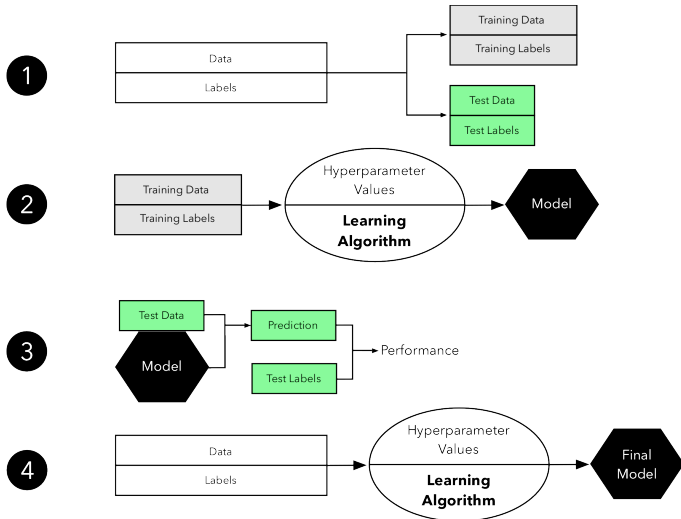 1
Data
Labels
Training Data
Training Labels
Test Data
Test Labels
2
Training Data
Training Labels
Hyperparameter
Values
Learning
Algorithm
Model
3
Test Data
Model
Prediction
Test Labels
Performance
4
Data
Labels
Hyperparameter
Values
Learning
Algorithm
Final
Model